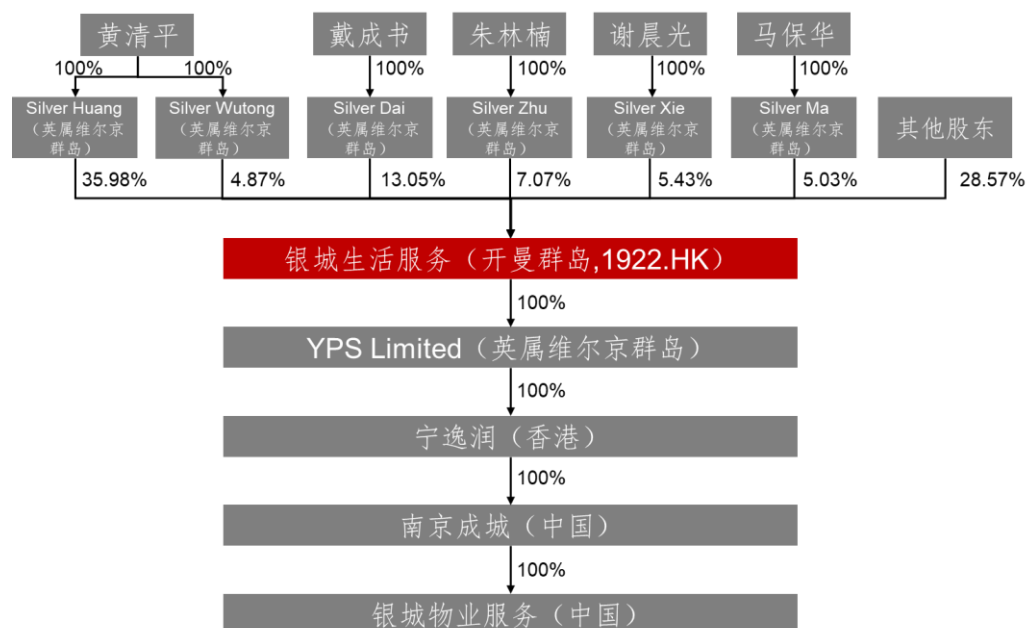 黄清平
戴成书
朱林楠
谢晨光
马保华
100%
100%
100%
100%
100%
100%
Silver Huang
（英属维尔京
群岛）
Silver Wutong
（英属维尔京
群岛）
Silver Dai
（英属维尔京
群岛）
Silver Zhu
（英属维尔京
群岛）
Silver Xie
（英属维尔京
群岛）
Silver Ma
（英属维尔京
群岛）
其他股东
35.98%
4.87%
13.05%
7.07%
5.43%
5.03%
28.57%
银城生活服务（开曼群岛,1922.HK）
100%
YPS Limited（英属维尔京群岛）
100%
宁逸润（香港）
100%
南京成城（中国）
100%
银城物业服务（中国）